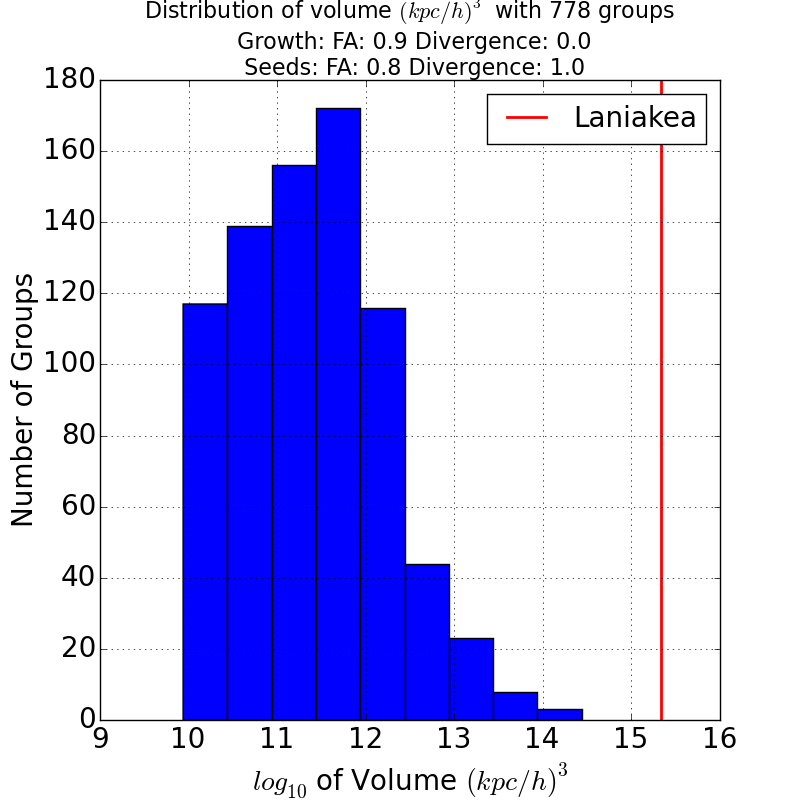 Distribution of volume (kpc/h)³ with 778 groups
Growth: FA: 0.9 Divergence: 0.0
Seeds: FA: 0.8 Divergence: 1.0
Laniakea
Number of Groups
180
160
140
120
100
80
60
40
20
0
9 10 11 12 13 14 15 16
log₁₀ of Volume (kpc/h)³